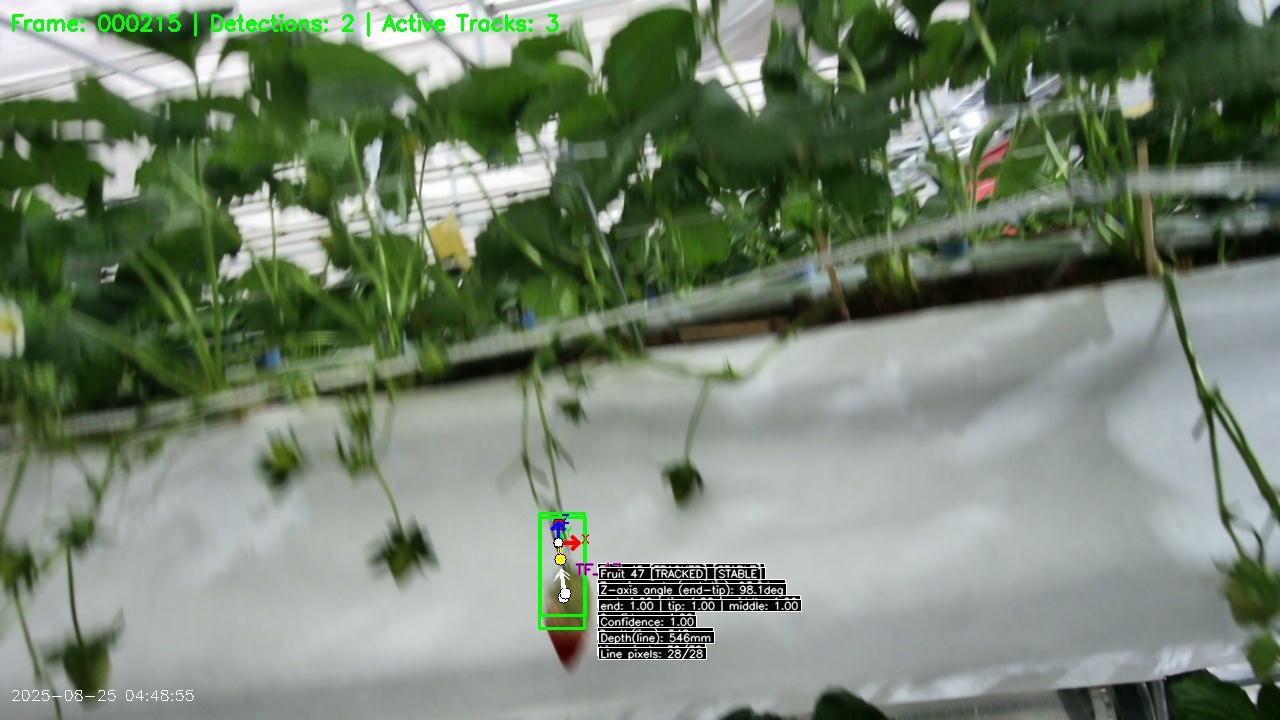 Frame: 000215 | Detections: 2 | Active Tracks: 3
Z
X
TF_
Fruit 47 [TRACKED] [STABLE]
Z-axis angle (end-tip): 98.1deg
end: 1.00 | tip: 1.00 | middle: 1.00
Confidence: 1.00
Depth(line): 546mm
Line pixels: 28/28
2025-08-25 04:48:55